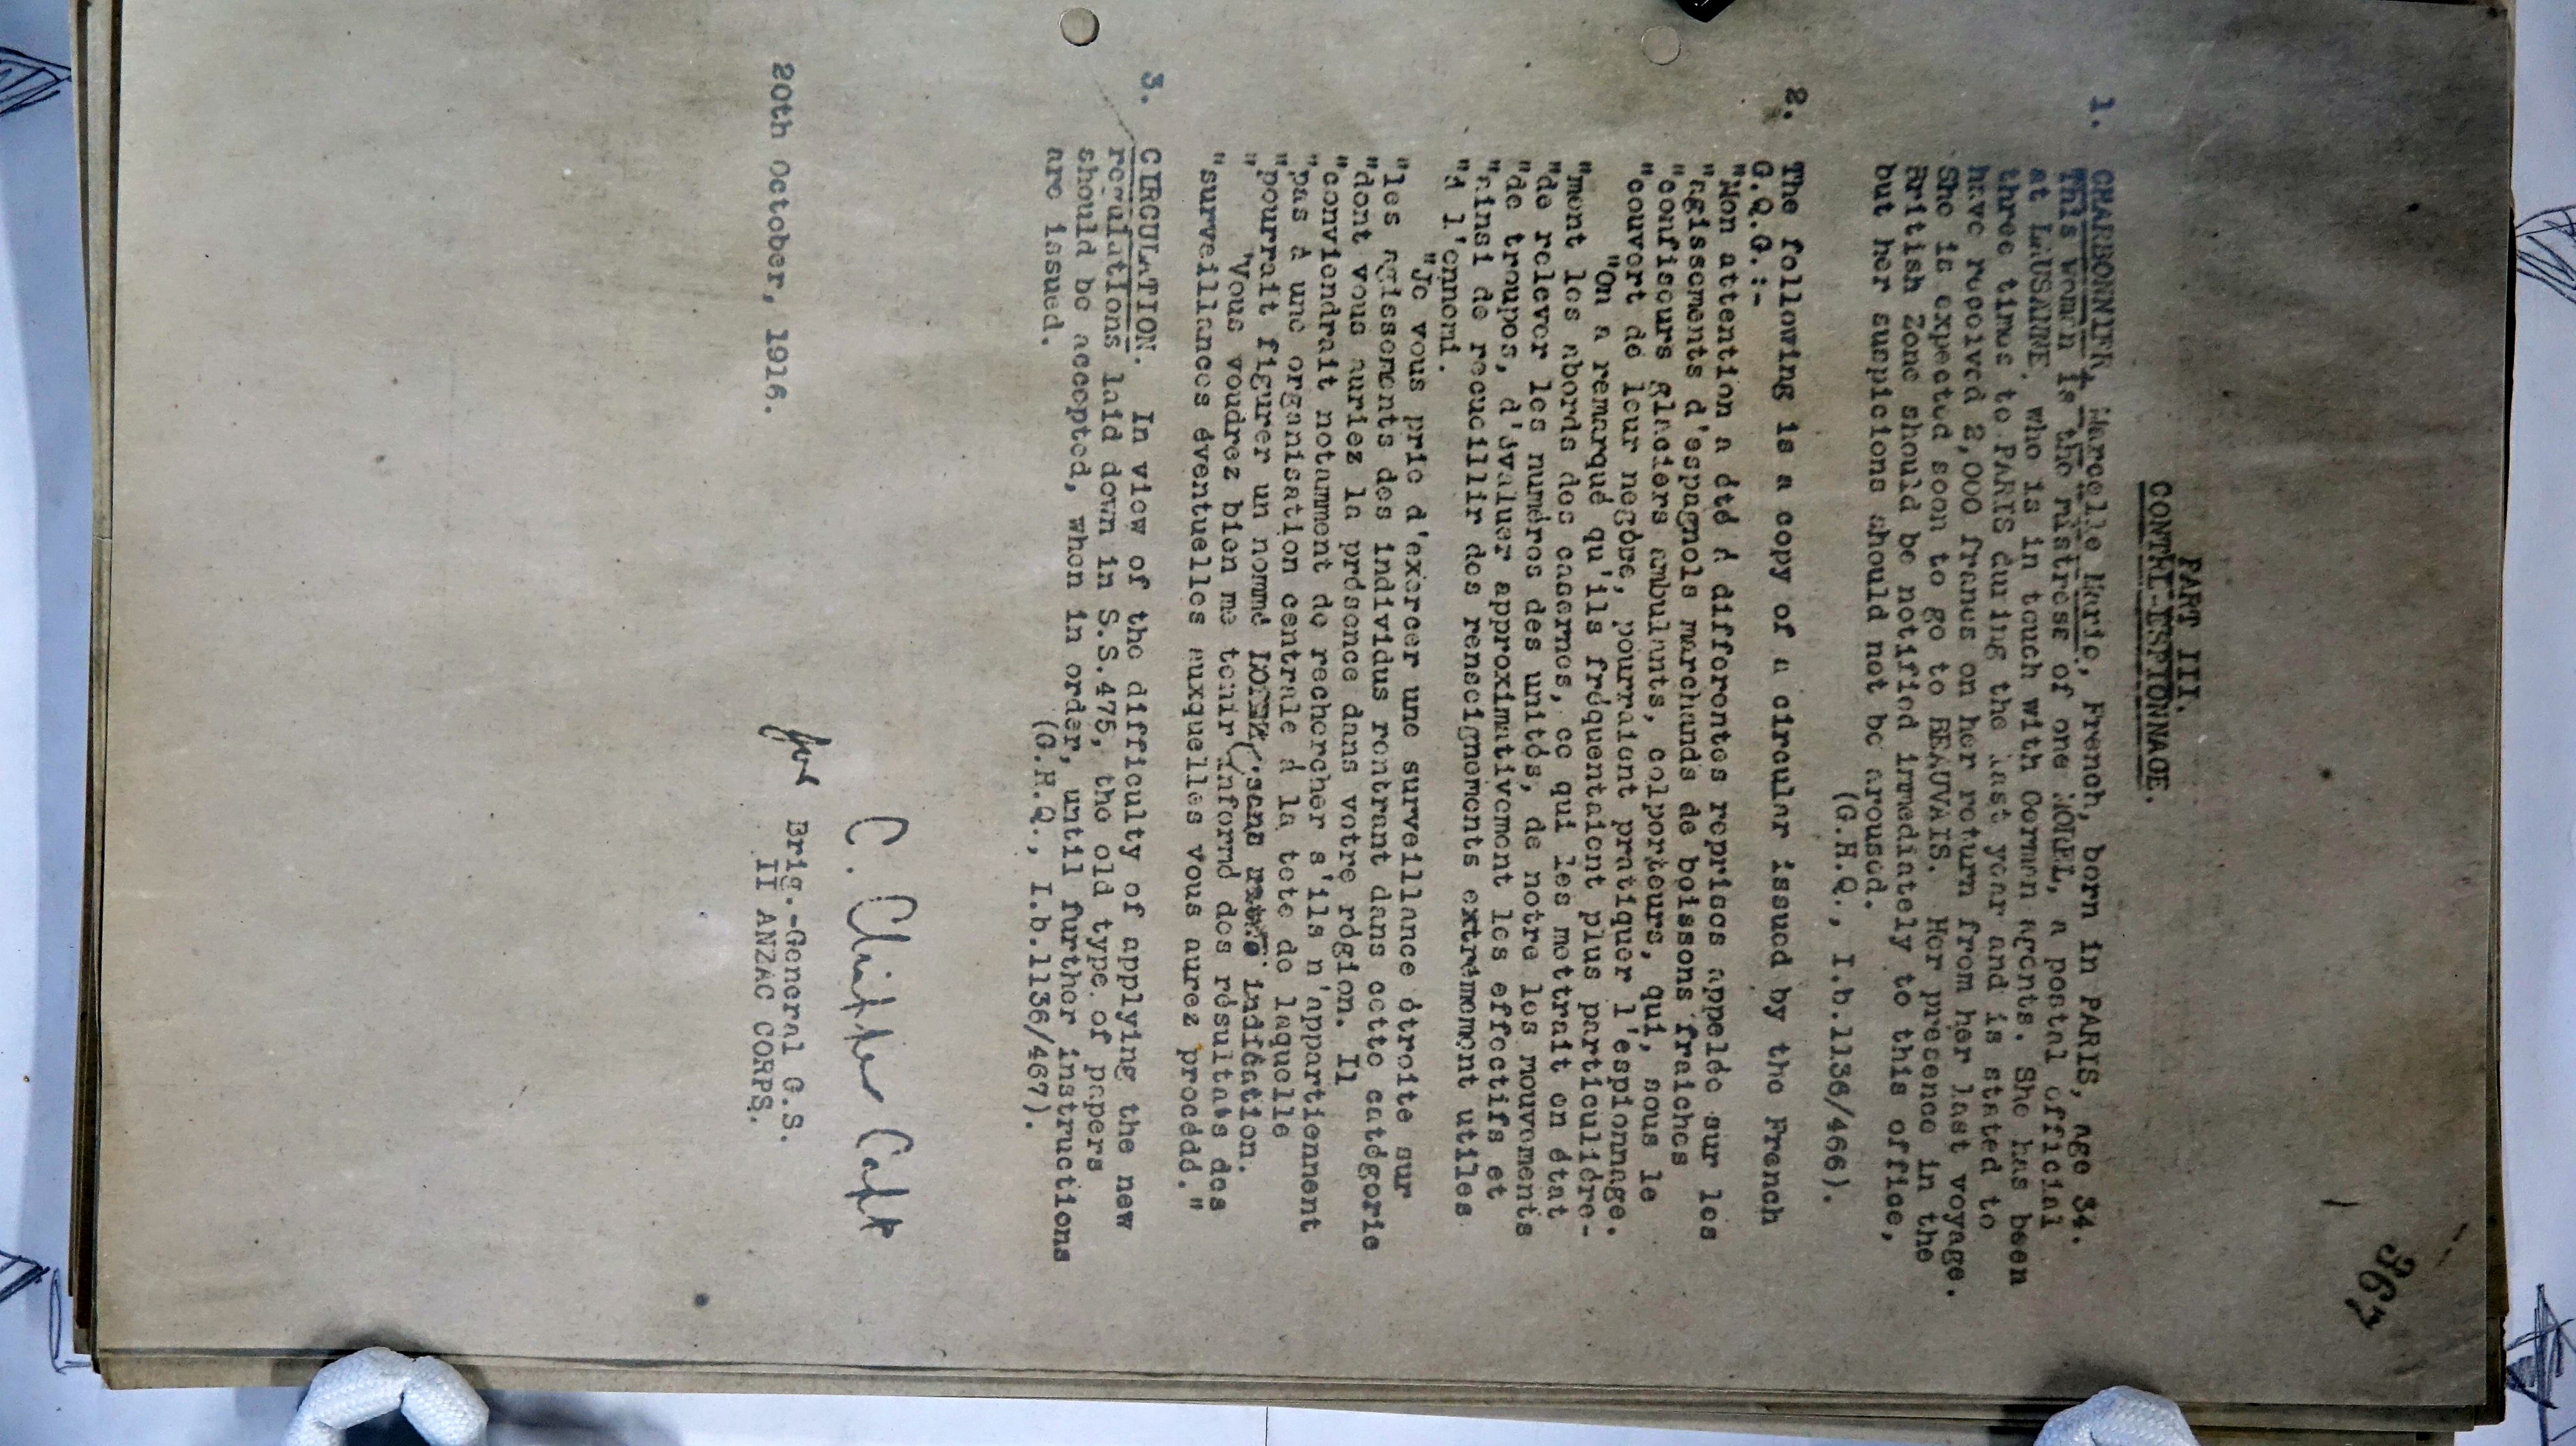 362
PART III.
CONTRE-ESPIONNAGE.
1. CHARBONNIER, Marcelle Marie, French, born in PARIS, age 34.
This woman is the mistress of one MOREL, a postal official
at LAUSANNE, who is in touch with German agents. She has been
three times to PARIS during the last year and is stated to
have received 2,000 francs on her return from her last voyage.
She is expected soon to go to BEAUVAIS. Her presence in the
British Zone should be notified immediately to this office,
but her suspicions should not be aroused.
(G.H.Q., I.b.1136/466).
2. The following is a copy of a circular issued by the French
G.Q.G.:-
"Mon attention a été à différentes reprises appelée sur les
"agissements d'espagnols marchands de boissons fraiches
"confiseurs glaciers ambulants, colporteurs, qui, sous le
"couvert de leur negòce, pourraient pratiquer l'espionnage.
"On a remarqué qu'ils fréquentaient plus particulière-
"ment les abords des casernes, ce qui les mettrait en état
"de relever les numéros des unités, de notre les mouvements
"de troupes, d'évaluer approximativement les effectifs et
"ainsi de recueillir des renseignements extrèmement utiles
"à l'ennemi.
"Je vous prie d'exercer une surveillance étroite sur
"les agissements des individus rentrant dans cette catégorie
"dont vous auriez la présence dans votre région. Il
"conviendrait notamment de rechercher s'ils n'appartiennent
"pas à une organisation centrale à la tete de laquelle
"pourrait figurer un nommé (sans indication.
"Vous voudrez bien me tenir informé des résultats des
"surveillances éventuelles auxquelles vous aurez procédé."
3. CIRCULATION. In view of the difficulty of applying the new
regulations laid down in S.S.475, the old type of papers
should be accepted, when in order, until further instructions
are issued.
(G.H.Q., I.b.1136/467).
C. Capt
for Brig.-General G.S.
20th October, 1916.
II ANZAC CORPS.